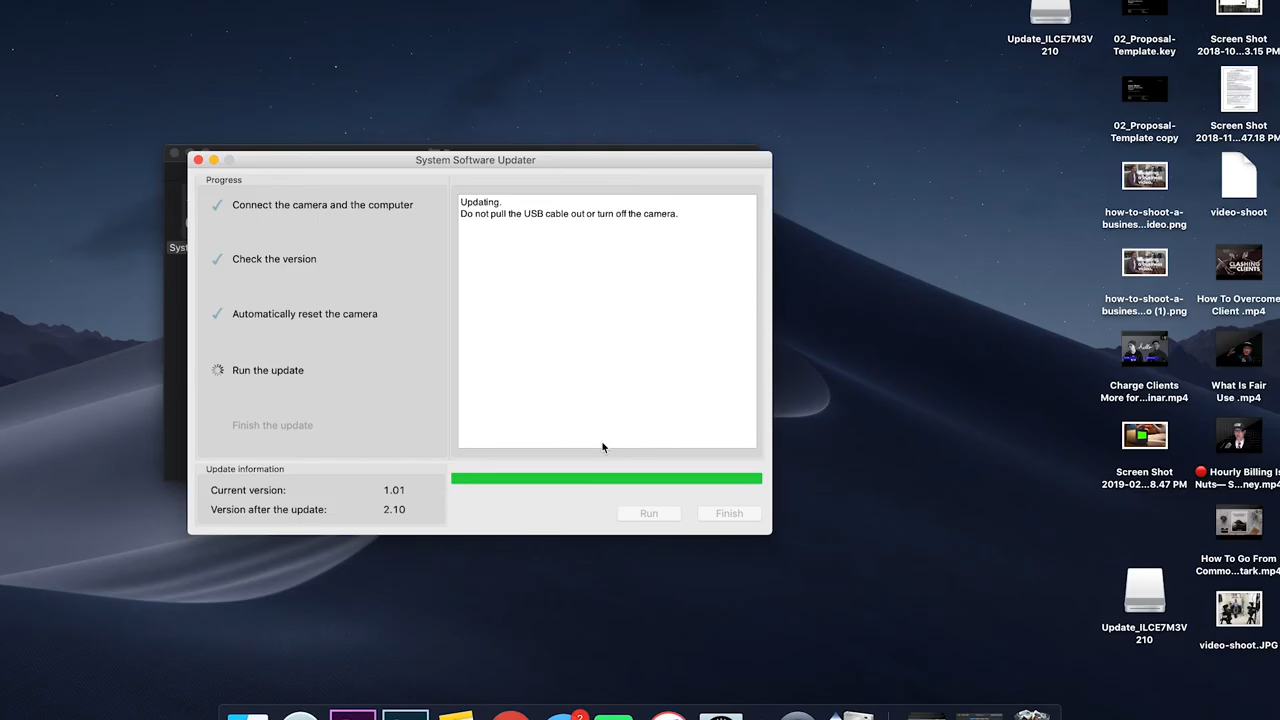 System Software Updater
Progress
Connect the camera and the computer
Check the version
Automatically reset the camera
Run the update
Finish the update
Updating.
Do not pull the USB cable out or turn off the camera.
Update information
Current version: 1.01
Version after the update: 2.10
Run
Finish
Syst
Update_ILCE7M3V
210
02_Proposal-
Template.key
Screen Shot
2018-10...3.15 PM
02_Proposal-
Template copy
Screen Shot
2018-11...47.18 PM
how-to-shoot-a-
busines...ideo.png
video-shoot
how-to-shoot-a-
busines...o (1).png
How To Overcome
Client .mp4
CLASHING
CLIENTS
Charge Clients
More for...inar.mp4
What Is Fair
Use .mp4
Screen Shot
2019-02...8.47 PM
Hourly Billing Is
Nuts— S...ney.mp4
How To Go From
Commo...tark.mp4
Update_ILCE7M3V
210
video-shoot.JPG
2